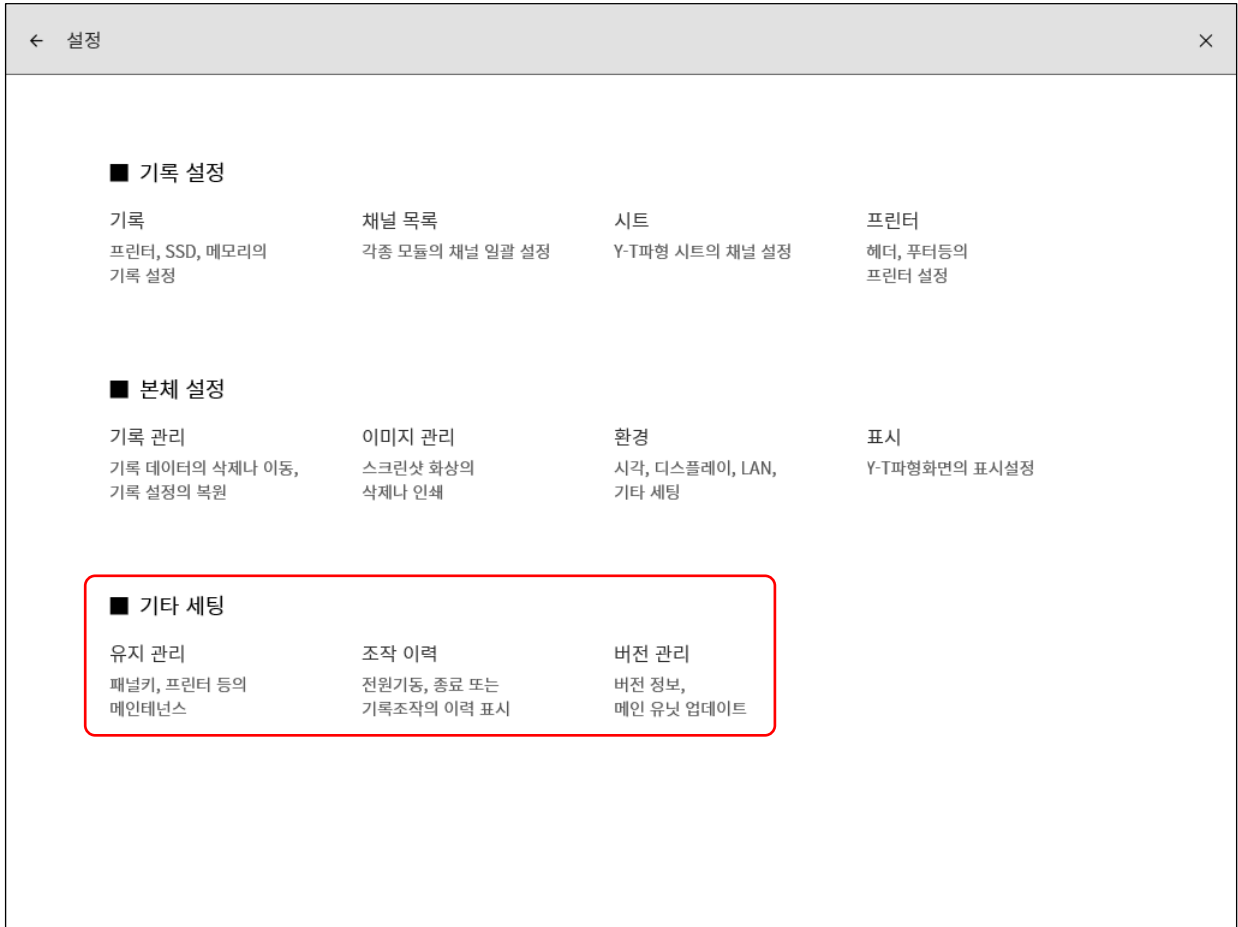 ← 설정 ×
■ 기록 설정
기록
프린터, SSD, 메모리의
기록 설정
채널 목록
각종 모듈의 채널 일괄 설정
시트
Y-T파형 시트의 채널 설정
프린터
헤더, 푸터등의
프린터 설정
■ 본체 설정
기록 관리
기록 데이터의 삭제나 이동,
기록 설정의 복원
이미지 관리
스크린샷 화상의
삭제나 인쇄
환경
시각, 디스플레이, LAN,
기타 세팅
표시
Y-T파형화면의 표시설정
■ 기타 세팅
유지 관리
패널키, 프린터 등의
메인테넌스
조작 이력
전원기동, 종료 또는
기록조작의 이력 표시
버전 관리
버전 정보,
메인 유닛 업데이트